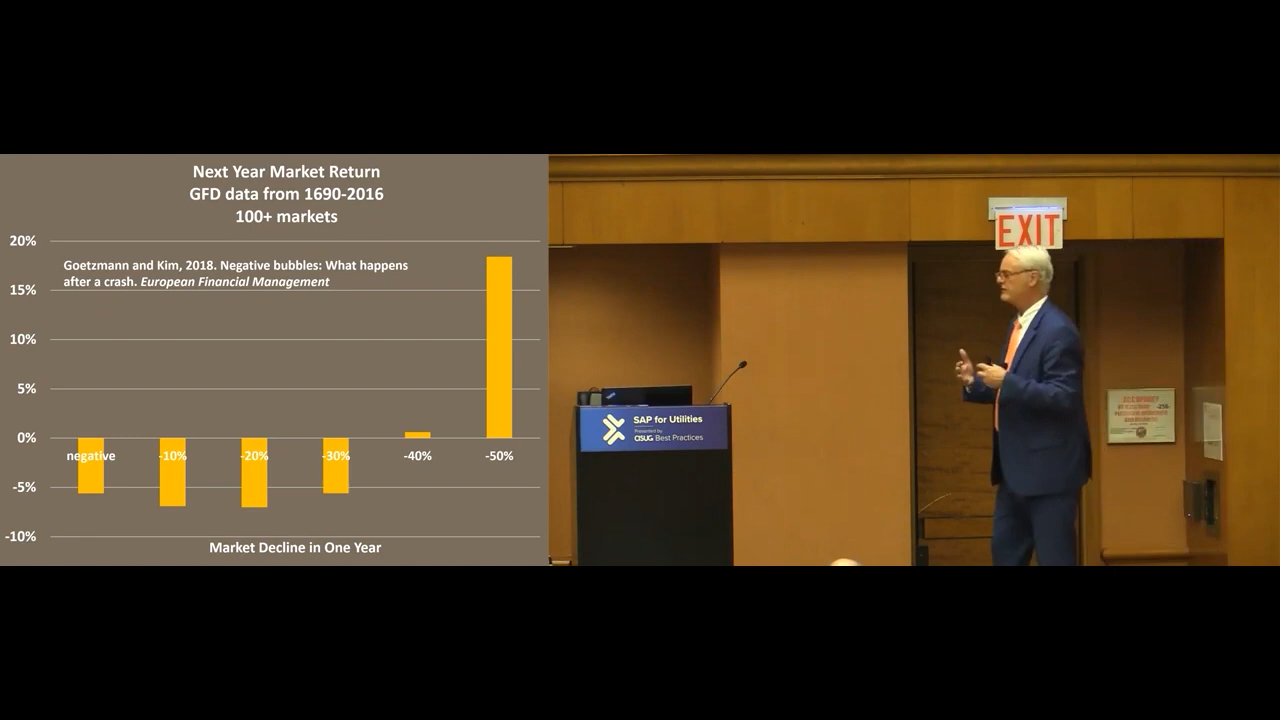 Next Year Market Return
GFD data from 1690-2016
100+ markets
20%
Goetzmann and Kim, 2018. Negative bubbles: What happens
after a crash. European Financial Management
15%
10%
5%
0%
negative -10% -20% -30% -40% -50%
-5%
-10%
Market Decline in One Year
EXIT
SAP for Utilities
Presented by
ASUG Best Practices
OCCUPANCY